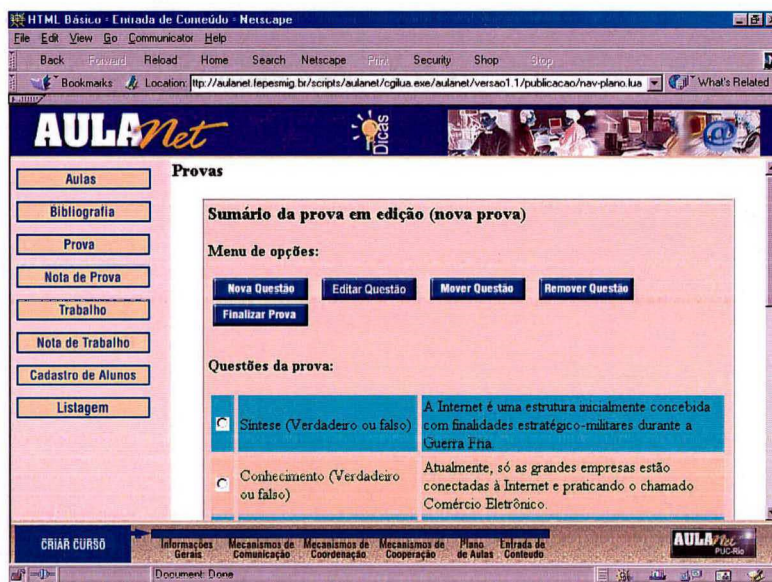 HTML Básico - Entrada de Conteúdo - Netscape
File Edit View Go Communicator Help
Back Forward Reload Home Search Netscape Print Security Shop Stop
Bookmarks Location: ttp://aulanet.fepesmig.br/scripts/aulanet/cgilua.exe/aulanet/versao1.1/publicacao/nav-plano.lua What's Related
AULANet
Dicas
@
Aulas
Bibliografia
Prova
Nota de Prova
Trabalho
Nota de Trabalho
Cadastro de Alunos
Listagem
Provas
Sumário da prova em edição (nova prova)
Menu de opções:
Nova Questão Editar Questão Mover Questão Remover Questão
Finalizar Prova
Questões da prova:
Síntese (Verdadeiro ou falso)
A Internet é uma estrutura inicialmente concebida
com finalidades estratégico-militares durante a
Guerra Fria.
Conhecimento (Verdadeiro
ou falso)
Atualmente, só as grandes empresas estão
conectadas à Internet e praticando o chamado
Comércio Eletrônico.
CRIAR CURSO
Informações
Gerais
Mecanismos de
Comunicação
Mecanismos de
Coordenação
Mecanismos de
Cooperação
Plano
de Aulas
Entrada de
Conteúdo
AULANet
PUC-Rio
Document: Done